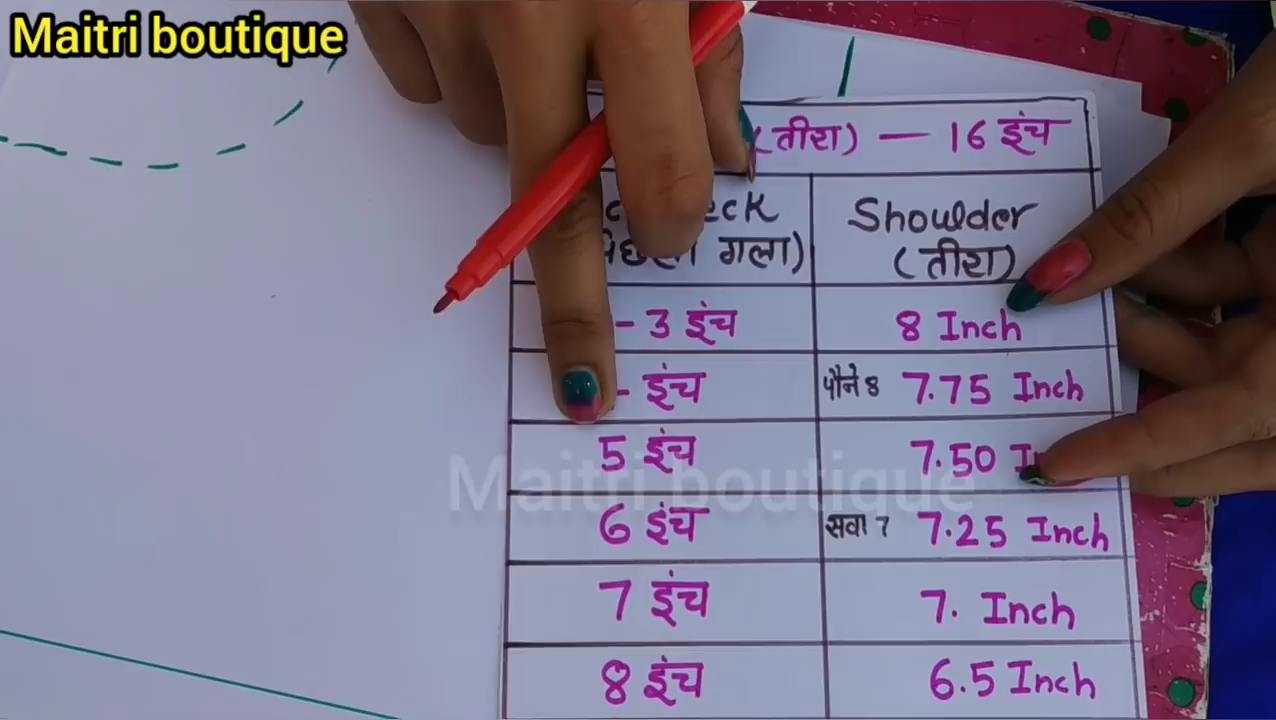 Maitri boutique
(तीरा) — 16 इंच
Shoulder
गला) (तीरा)
- 3 इंच 8 Inch
- इंच पौने 8 7.75 Inch
5 इंच 7.50
Maitri boutique
6 इंच सवा 7 7.25 Inch
7 इंच 7. Inch
8 इंच 6.5 Inch